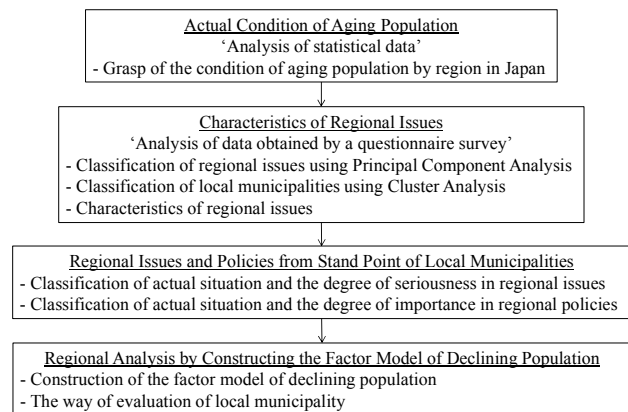 Actual Condition of Aging Population
‘Analysis of statistical data’
- Grasp of the condition of aging population by region in Japan
Characteristics of Regional Issues
‘Analysis of data obtained by a questionnaire survey’
- Classification of regional issues using Principal Component Analysis
- Classification of local municipalities using Cluster Analysis
- Characteristics of regional issues
Regional Issues and Policies from Stand Point of Local Municipalities
- Classification of actual situation and the degree of seriousness in regional issues
- Classification of actual situation and the degree of importance in regional policies
Regional Analysis by Constructing the Factor Model of Declining Population
- Construction of the factor model of declining population
- The way of evaluation of local municipality